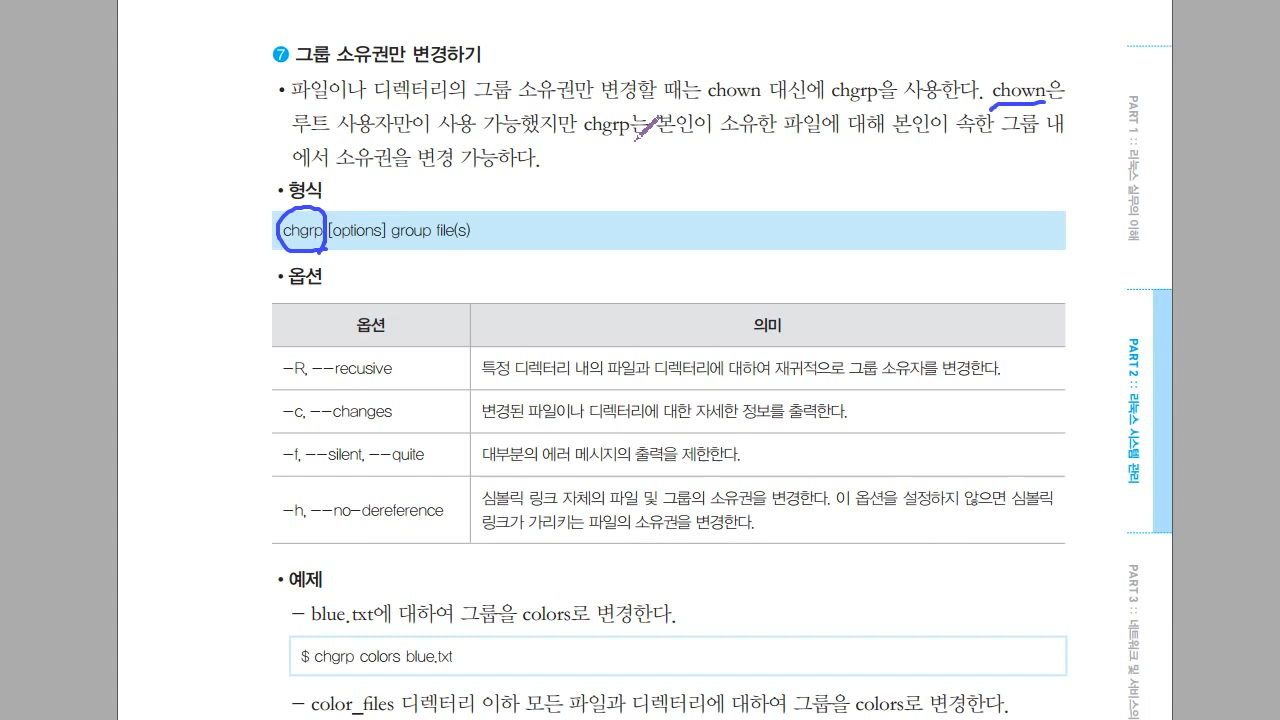 7 그룹 소유권만 변경하기
• 파일이나 디렉터리의 그룹 소유권만 변경할 때는 chown 대신에 chgrp을 사용한다. chown은
루트 사용자만이 사용 가능했지만 chgrp는 본인이 소유한 파일에 대해 본인이 속한 그룹 내
에서 소유권을 변경 가능하다.
• 형식
chgrp [options] group file(s)
• 옵션
옵션 의미
-R, --recusive 특정 디렉터리 내의 파일과 디렉터리에 대하여 재귀적으로 그룹 소유자를 변경한다.
-c, --changes 변경된 파일이나 디렉터리에 대한 자세한 정보를 출력한다.
-f, --silent, --quite 대부분의 에러 메시지의 출력을 제한한다.
-h, --no-dereference 심볼릭 링크 자체의 파일 및 그룹의 소유권을 변경한다. 이 옵션을 설정하지 않으면 심볼릭
링크가 가리키는 파일의 소유권을 변경한다.
• 예제
- blue.txt에 대하여 그룹을 colors로 변경한다.
$ chgrp colors blue.txt
- color_files 디렉터리 이하 모든 파일과 디렉터리에 대하여 그룹을 colors로 변경한다.
PART 1 :: 리눅스 실무의 이해
PART 2 :: 리눅스 시스템 관리
PART 3 :: 네트워크 및 서비스의